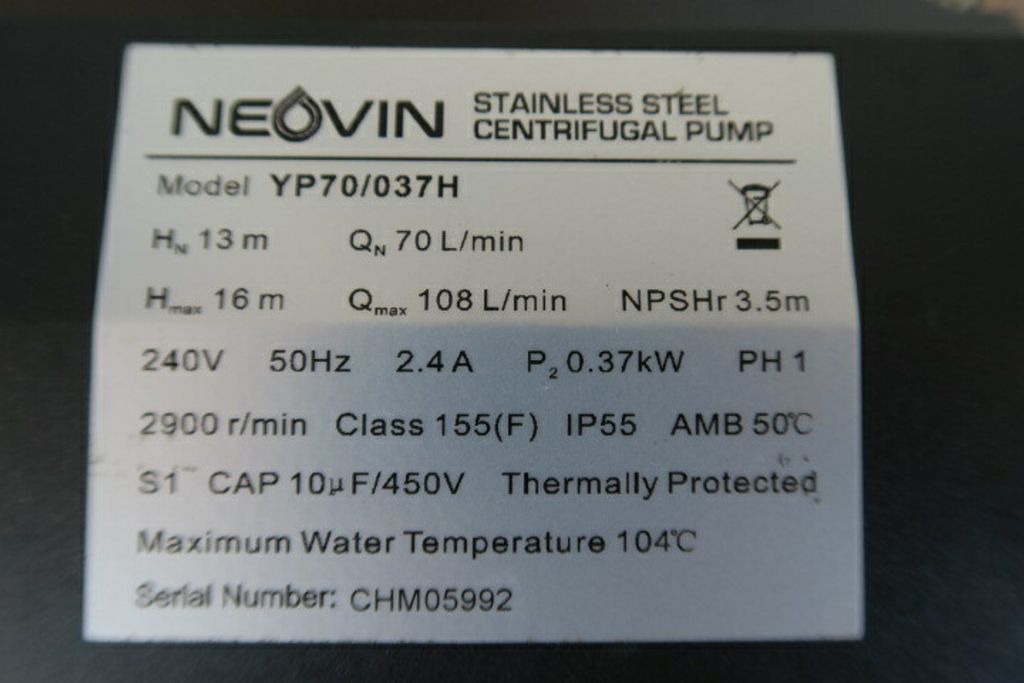 NEOVIN STAINLESS STEEL
CENTRIFUGAL PUMP
Model YP70/037H
HN 13 m QN 70 L/min
Hmax 16 m Qmax 108 L/min NPSHr 3.5m
240V 50Hz 2.4 A P2 0.37kW PH 1
2900 r/min Class 155(F) IP55 AMB 50℃
S1 CAP 10μF/450V Thermally Protected
Maximum Water Temperature 104℃
Serial Number: CHM05992